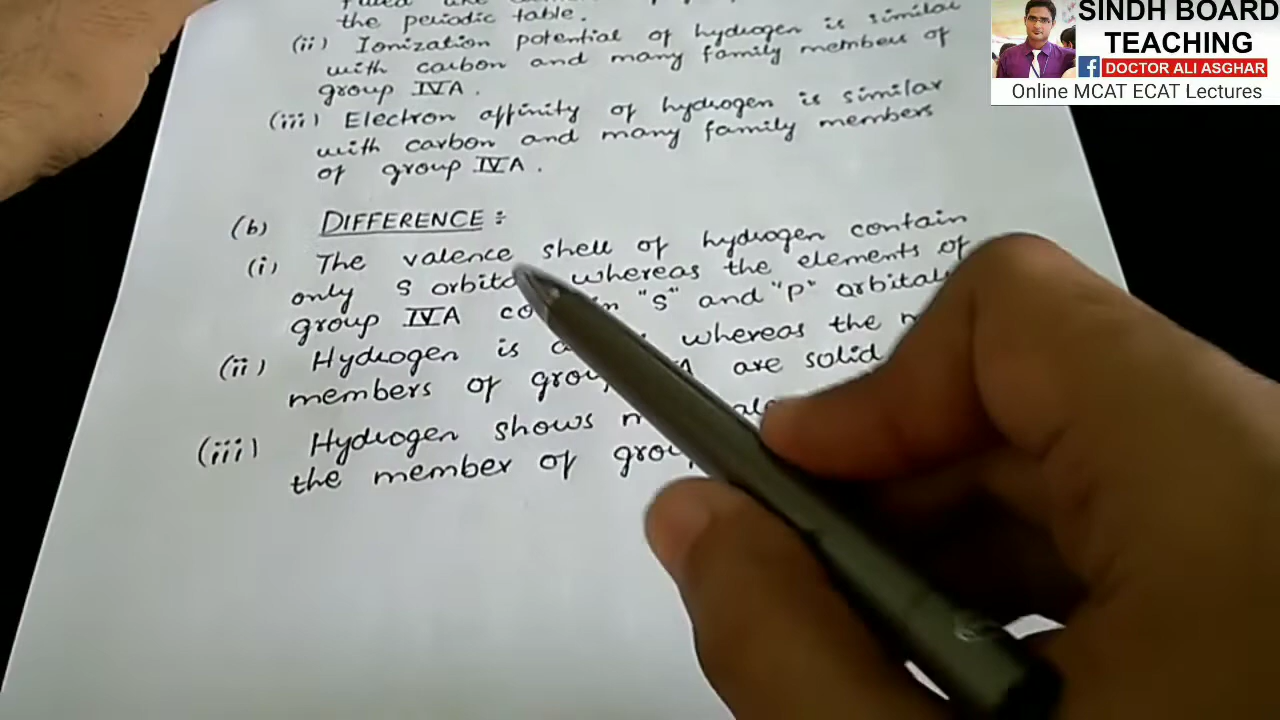 the periodic table.
(ii) Ionization potential of hydrogen is similar
with carbon and many family members of
group IVA.
(iii) Electron affinity of hydrogen is similar
with carbon and many family members
of group IVA.
(b) DIFFERENCE :
(i) The valence shell of hydrogen contain
only S orbita whereas the elements of
group IVA co n "S" and "P" orbital
(ii) Hydrogen is a whereas the
members of grou A are solid
(iii) Hydrogen shows
the member of grou
SINDH BOARD
TEACHING
f DOCTOR ALI ASGHAR
Online MCAT ECAT Lectures